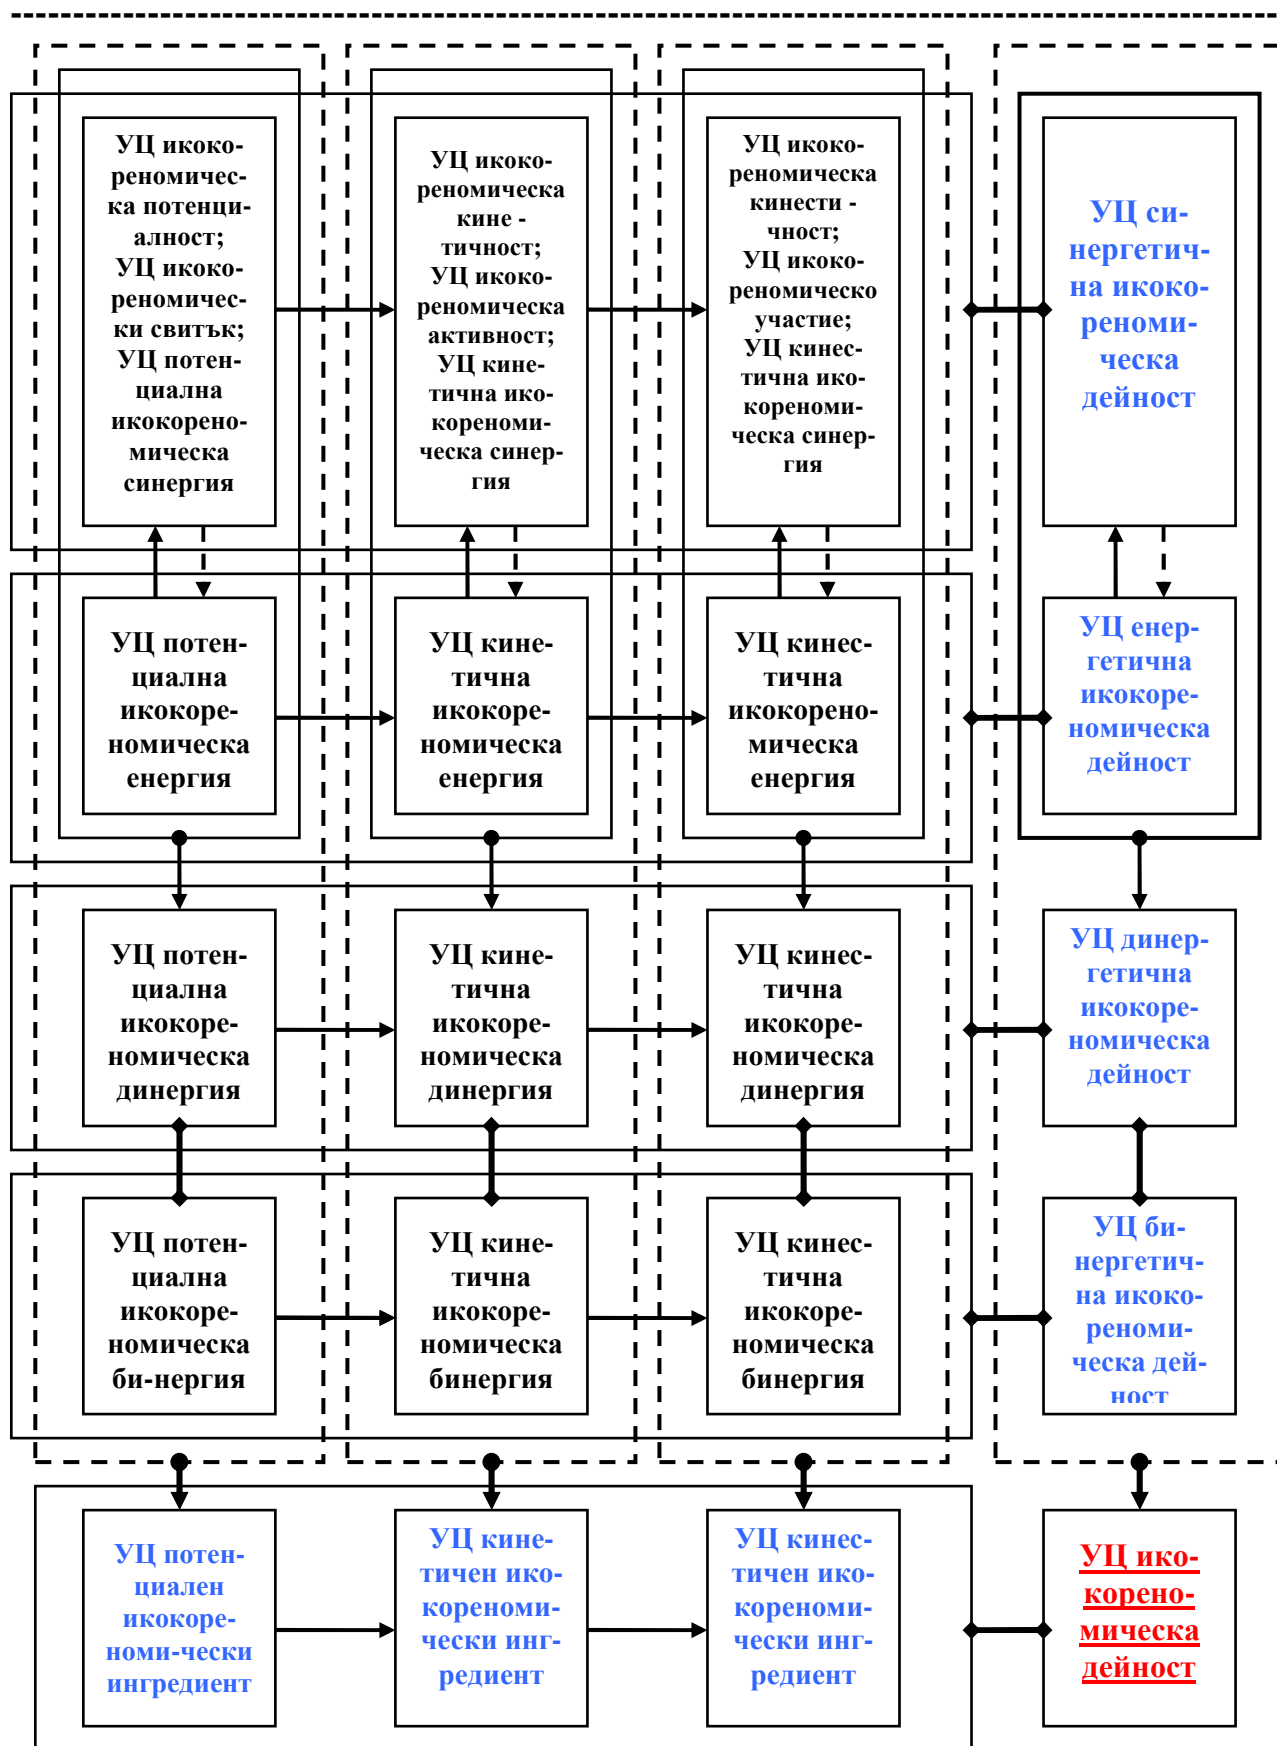 УЦ икоко-
реномичес-
ка потенци-
алност;
УЦ икоко-
реномичес-
ки свитък;
УЦ потен-
циална
икокорено-
мическа
синергия
УЦ икоко-
реномическа
кине -
тичност;
УЦ икоко-
реномическа
активност;
УЦ кине-
тична ико-
кореноми-
ческа синер-
гия
УЦ икоко-
реномическа
кинести -
чност;
УЦ икоко-
реномическо
участие;
УЦ кинес-
тична ико-
кореноми-
ческа синер-
гия
УЦ си-
нергетич-
на икоко-
реноми-
ческа
дейност
УЦ потен-
циална
икокоре-
номическа
енергия
УЦ кине-
тична
икокоре-
номическа
енергия
УЦ кинес-
тична
икокорено-
мическа
енергия
УЦ енер-
гетична
икокоре-
номическа
дейност
УЦ потен-
циална
икокоре-
номическа
динергия
УЦ кине-
тична
икокоре-
номическа
динергия
УЦ кинес-
тична
икокоре-
номическа
динергия
УЦ динер-
гетична
икокоре-
номическа
дейност
УЦ потен-
циална
икокоре-
номическа
би-нергия
УЦ кине-
тична
икокоре-
номическа
бинергия
УЦ кинес-
тична
икокоре-
номическа
бинергия
УЦ би-
нергетич-
на икоко-
реноми-
ческа дей-
ност
УЦ потен-
циален
икокоре-
номи-чески
ингредиент
УЦ кине-
тичен ико-
кореноми-
чески инг-
редиент
УЦ кинес-
тичен ико-
кореноми-
чески инг-
редиент
УЦ ико-
корено-
мическа
дейност